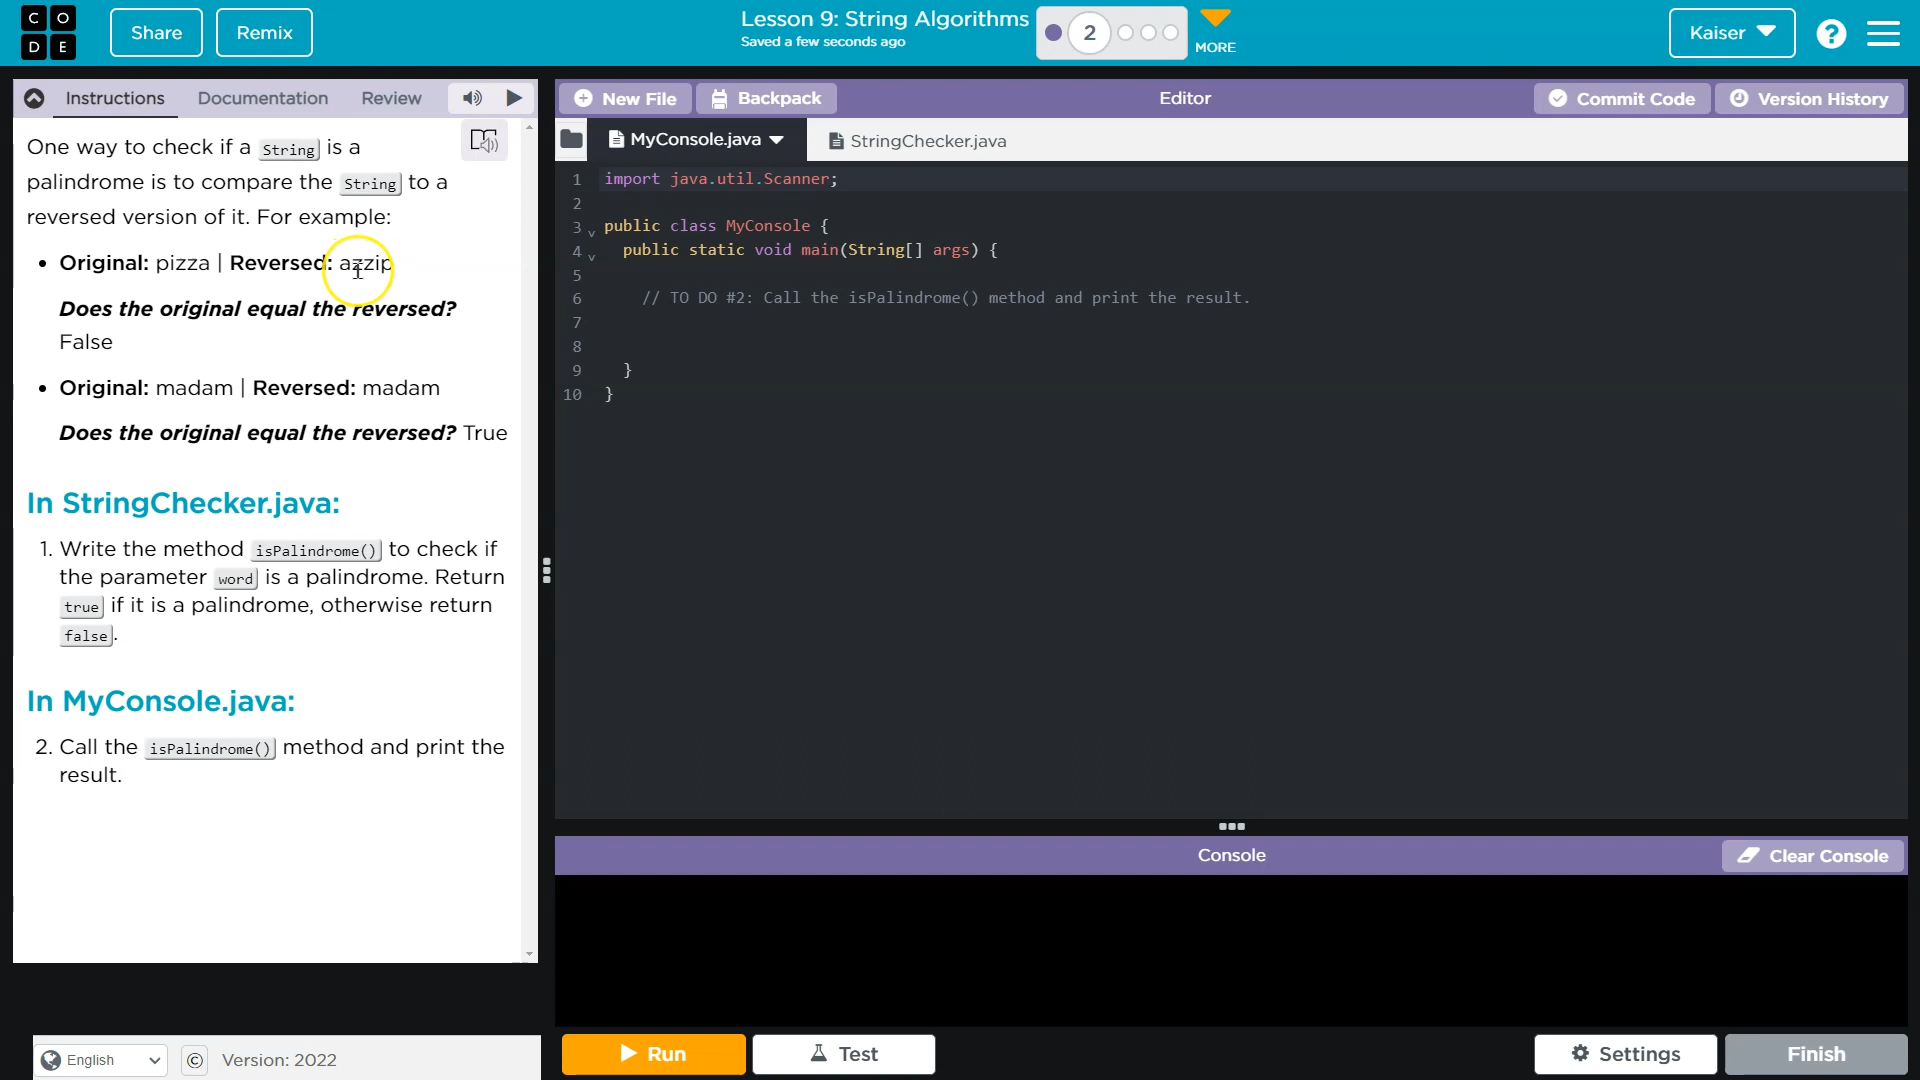 C O
D E
Share
Remix
Lesson 9: String Algorithms
Saved a few seconds ago
2
MORE
Kaiser
?
Instructions
Documentation
Review
One way to check if a String is a
palindrome is to compare the String to a
reversed version of it. For example:
• Original: pizza | Reversed: azzip
Does the original equal the reversed?
False
• Original: madam | Reversed: madam
Does the original equal the reversed? True
In StringChecker.java:
1. Write the method isPalindrome() to check if
the parameter word is a palindrome. Return
true if it is a palindrome, otherwise return
false.
In MyConsole.java:
2. Call the isPalindrome() method and print the
result.
English
©
Version: 2022
New File
Backpack
Editor
Commit Code
Version History
MyConsole.java
StringChecker.java
1 import java.util.Scanner;
2
3 public class MyConsole {
4 public static void main(String[] args) {
5
6 // TO DO #2: Call the isPalindrome() method and print the result.
7
8
9 }
10 }
Console
Clear Console
Run
Test
Settings
Finish